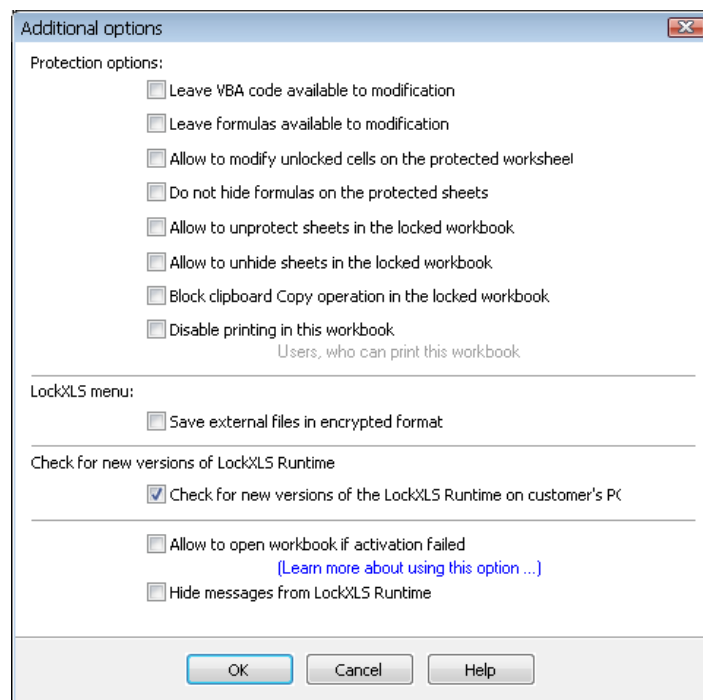 Additional options
Protection options:
Leave VBA code available to modification
Leave formulas available to modification
Allow to modify unlocked cells on the protected workshee
Do not hide formulas on the protected sheets
Allow to unprotect sheets in the locked workbook
Allow to unhide sheets in the locked workbook
Block clipboard Copy operation in the locked workbook
Disable printing in this workbook
Users, who can print this workbook
LockXLS menu:
Save external files in encrypted format
Check for new versions of LockXLS Runtime
Check for new versions of the LockXLS Runtime on customer's P
Allow to open workbook if activation failed
(Learn more about using this option ...)
Hide messages from LockXLS Runtime
OK Cancel Help